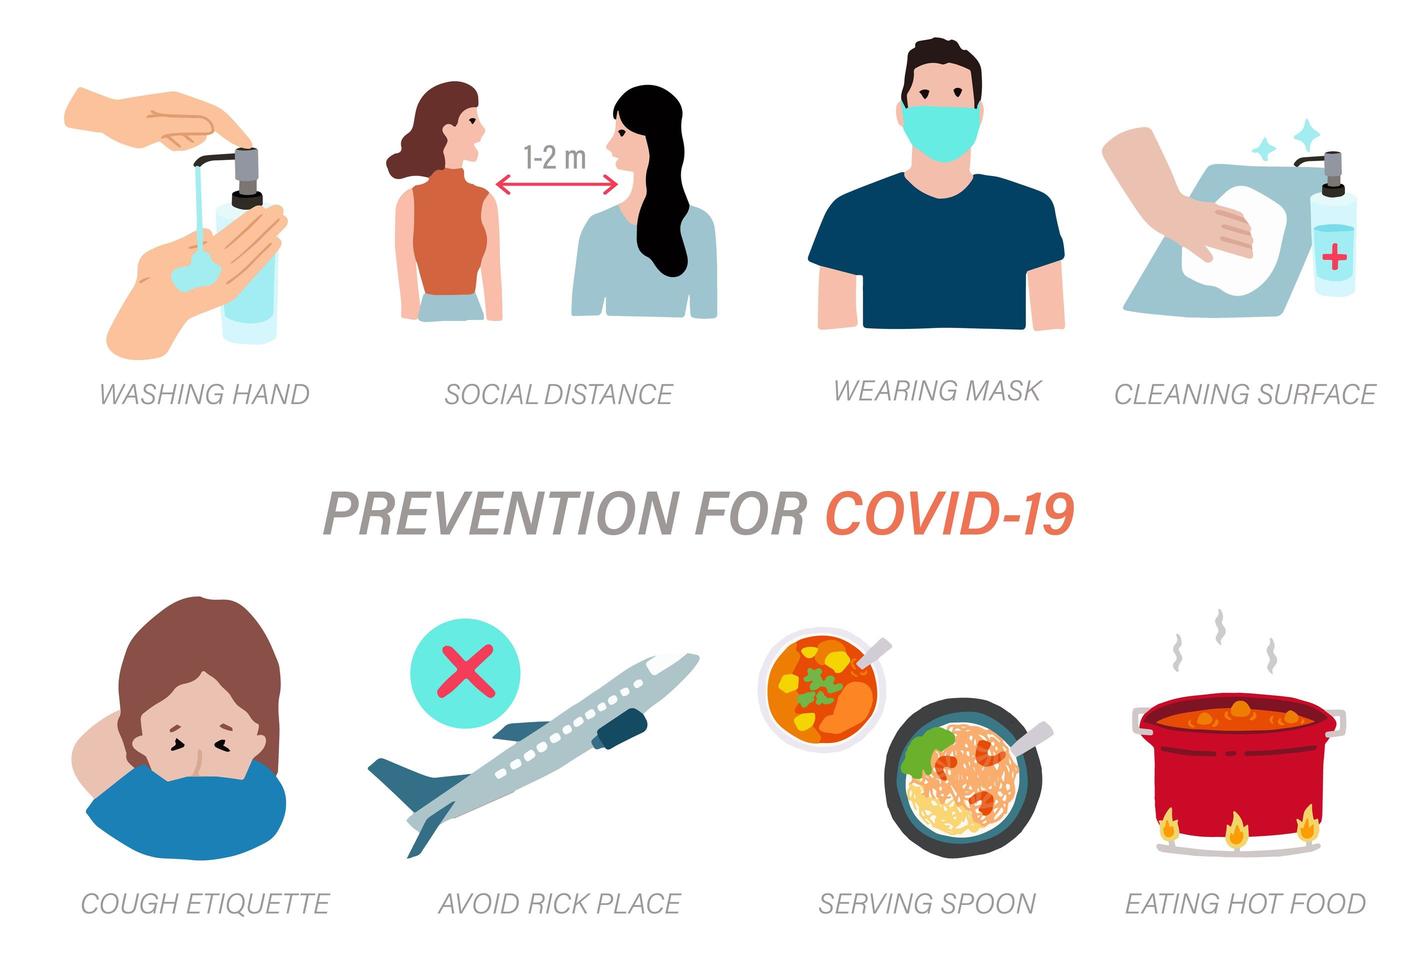 1-2 m
WASHING HAND
SOCIAL DISTANCE
WEARING MASK
CLEANING SURFACE
PREVENTION FOR COVID-19
COUGH ETIQUETTE
AVOID RICK PLACE
SERVING SPOON
EATING HOT FOOD